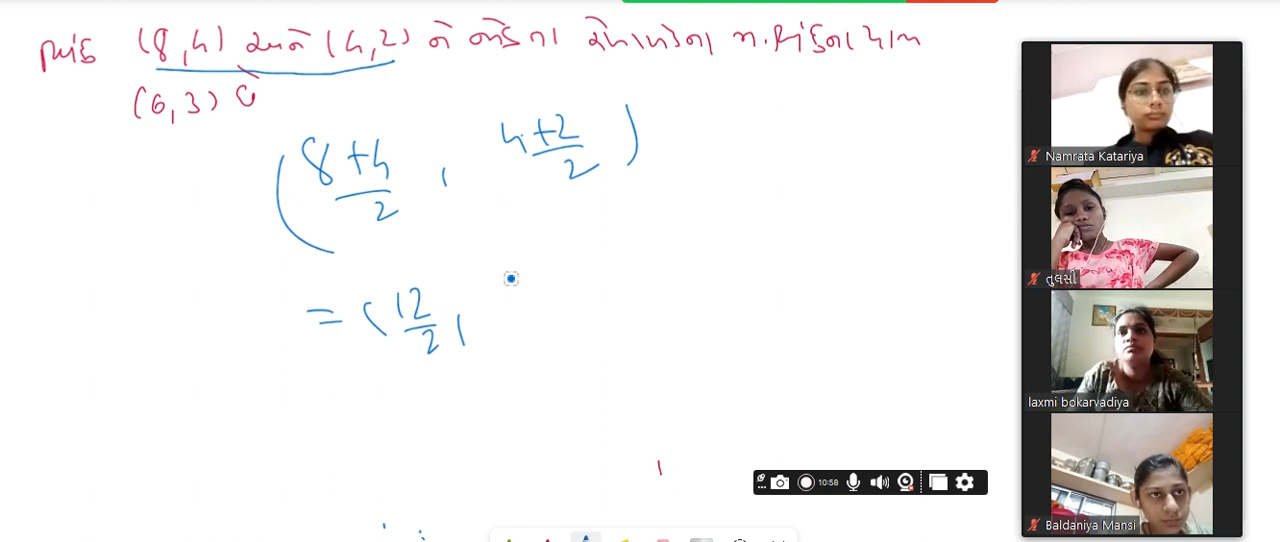 બિંદુ (8,4) અને (4,2) ને જોડતા રેખાખંડના મ.બિંદુના યામ
(6,3) છે
( 8+4/2 , 4+2/2 )
= ( 12/2 ,
Namrata Katariya
તુલસી
laxmi bokarvadiya
Baldaniya Mansi
10:58